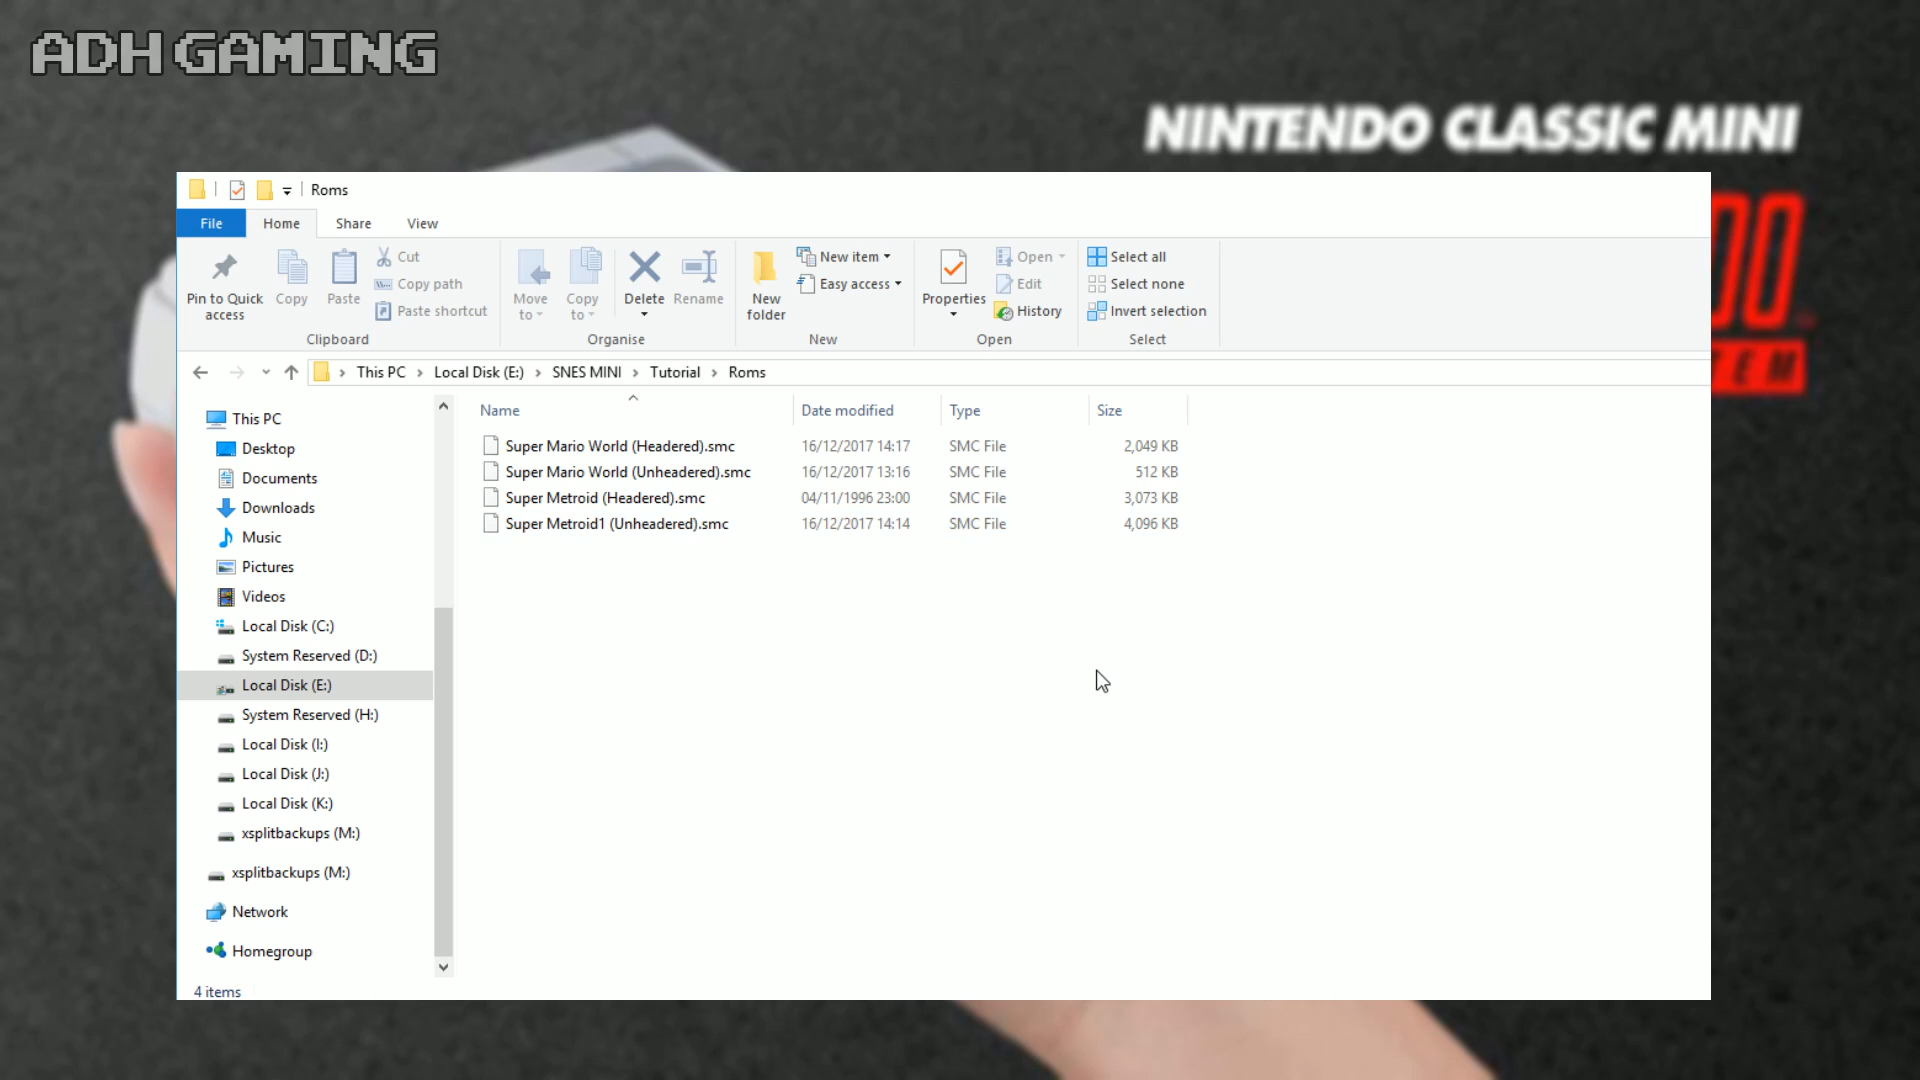 ADH GAMING
NINTENDO CLASSIC MINI
Roms
File Home Share View
Pin to Quick access
Copy
Paste
Cut
Copy path
Paste shortcut
Clipboard
Move to
Copy to
Delete
Rename
Organise
New folder
New item
Easy access
New
Properties
Open
Edit
History
Open
Select all
Select none
Invert selection
Select
This PC > Local Disk (E:) > SNES MINI > Tutorial > Roms
Name Date modified Type Size
Super Mario World (Headered).smc 16/12/2017 14:17 SMC File 2,049 KB
Super Mario World (Unheadered).smc 16/12/2017 13:16 SMC File 512 KB
Super Metroid (Headered).smc 04/11/1996 23:00 SMC File 3,073 KB
Super Metroid1 (Unheadered).smc 16/12/2017 14:14 SMC File 4,096 KB
This PC
Desktop
Documents
Downloads
Music
Pictures
Videos
Local Disk (C:)
System Reserved (D:)
Local Disk (E:)
System Reserved (H:)
Local Disk (I:)
Local Disk (J:)
Local Disk (K:)
xsplitbackups (M:)
xsplitbackups (M:)
Network
Homegroup
4 items